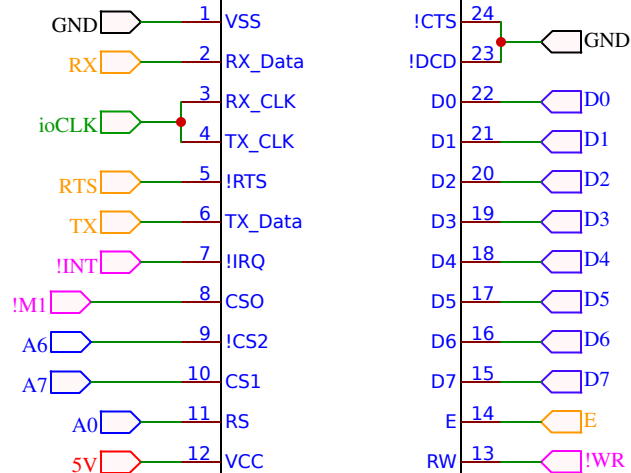 GND 1 VSS !CTS 24 GND
RX 2 RX_Data !DCD 23
ioCLK 3 RX_CLK D0 22 D0
4 TX_CLK D1 21 D1
RTS 5 !RTS D2 20 D2
TX 6 TX_Data D3 19 D3
!INT 7 !IRQ D4 18 D4
!M1 8 CSO D5 17 D5
A6 9 !CS2 D6 16 D6
A7 10 CS1 D7 15 D7
A0 11 RS E 14 E
5V 12 VCC RW 13 !WR